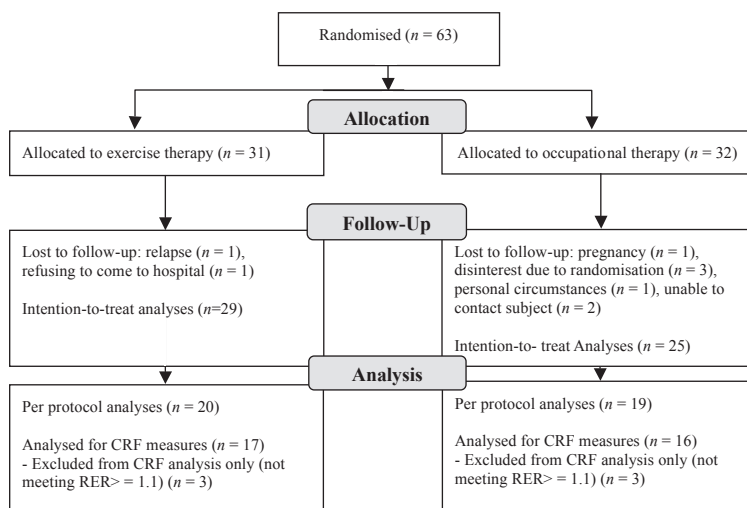 Randomised (n = 63)
Allocation
Allocated to exercise therapy (n = 31)
Allocated to occupational therapy (n = 32)
Follow-Up
Lost to follow-up: relapse (n = 1),
refusing to come to hospital (n = 1)
Intention-to-treat analyses (n=29)
Lost to follow-up: pregnancy (n = 1),
disinterest due to randomisation (n = 3),
personal circumstances (n = 1), unable to
contact subject (n = 2)
Intention-to- treat Analyses (n = 25)
Analysis
Per protocol analyses (n = 20)
Analysed for CRF measures (n = 17)
- Excluded from CRF analysis only (not
meeting RER> = 1.1) (n = 3)
Per protocol analyses (n = 19)
Analysed for CRF measures (n = 16)
- Excluded from CRF analysis only (not
meeting RER> = 1.1) (n = 3)